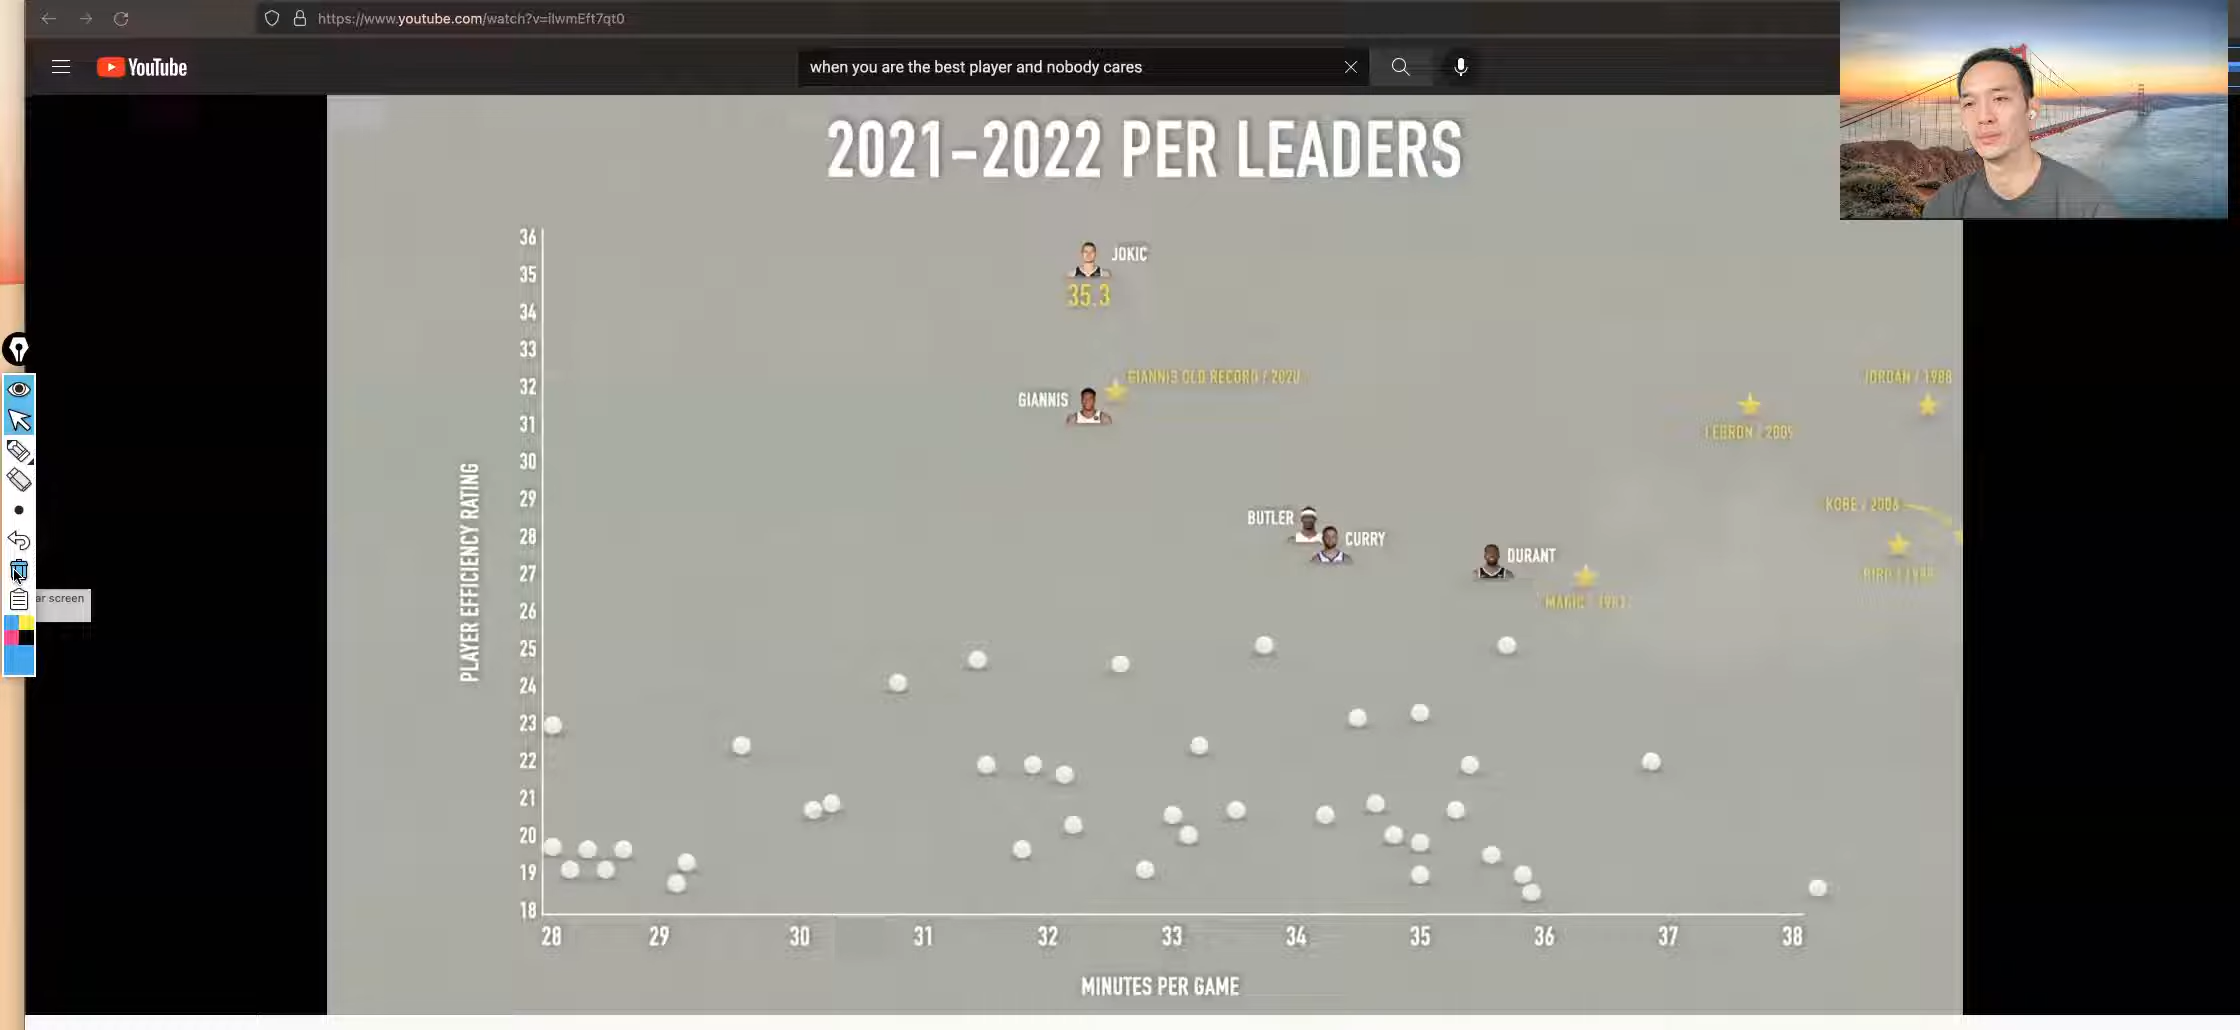 https://www.youtube.com/watch?v=ilwmEft7qt0
YouTube
when you are the best player and nobody cares
2021-2022 PER LEADERS
36
35
34
33
32
31
30
29
28
27
26
25
24
23
22
21
20
19
18
PLAYER EFFICIENCY RATING
JOKIC
35.3
GIANNIS OLD RECORD / 2020
JORDAN / 1988
GIANNIS
LEBRON / 2009
KOBE / 2006
BUTLER
CURRY
DURANT
BIRD / 1988
MAGIC / 1987
ar screen
28 29 30 31 32 33 34 35 36 37 38
MINUTES PER GAME